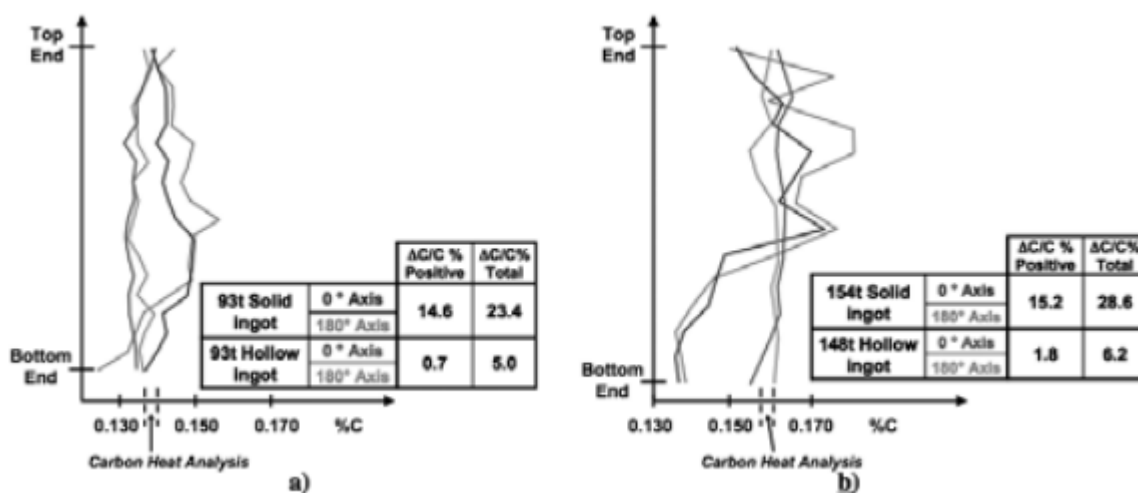 Top
End
Bottom
End
ΔC/C %
Positive
ΔC/C%
Total
93t Solid
ingot
0 ° Axis
180° Axis
14.6
23.4
93t Hollow
Ingot
0 ° Axis
180° Axis
0.7
5.0
0.130
0.150
0.170
%C
Carbon Heat Analysis
a)
Top
End
Bottom
End
ΔC/C %
Positive
ΔC/C%
Total
154t Solid
Ingot
0 ° Axis
180° Axis
15.2
28.6
148t Hollow
Ingot
0 ° Axis
180° Axis
1.8
6.2
0.130
0.150
0.170
%C
Carbon Heat Analysis
b)